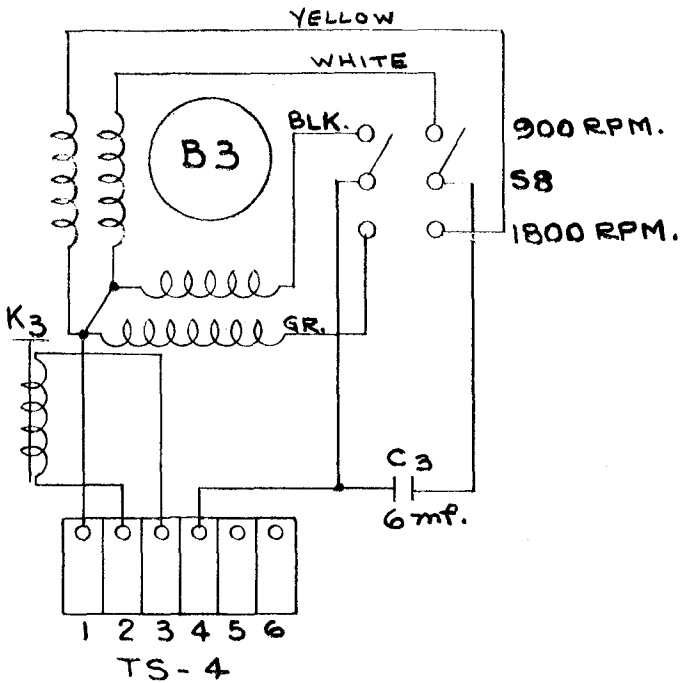 YELLOW
WHITE
BLK.
B3
900 RPM.
S8
1800 RPM.
K3
GR.
C3
6 mf.
1 2 3 4 5 6
TS-4